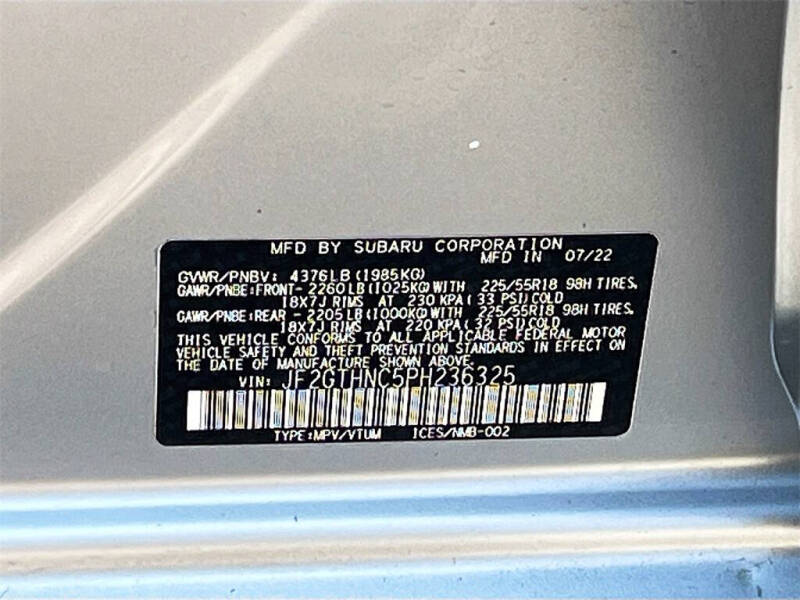 MFD BY SUBARU CORPORATION
MFD IN 07/22
GVWR/PNBV: 4376LB(1985KG)
GAWR/PNBE:FRONT-2260LB(1025KG)WITH 225/55R18 98H TIRES,
18X7J RIMS AT 230 KPA(33 PSI)COLD
GAWR/PNBE:REAR -2205LB(1000KG)WITH 225/55R18 98H TIRES,
18X7J RIMS AT 220 KPA(32 PSI)COLD
THIS VEHICLE CONFORMS TO ALL APPLICABLE FEDERAL MOTOR
VEHICLE SAFETY AND THEFT PREVENTION STANDARDS IN EFFECT ON
THE DATE OF MANUFACTURE SHOWN ABOVE.
VIN: JF2GTHNC5PH236325
TYPE:MPV/VTUM ICES/NMB-002